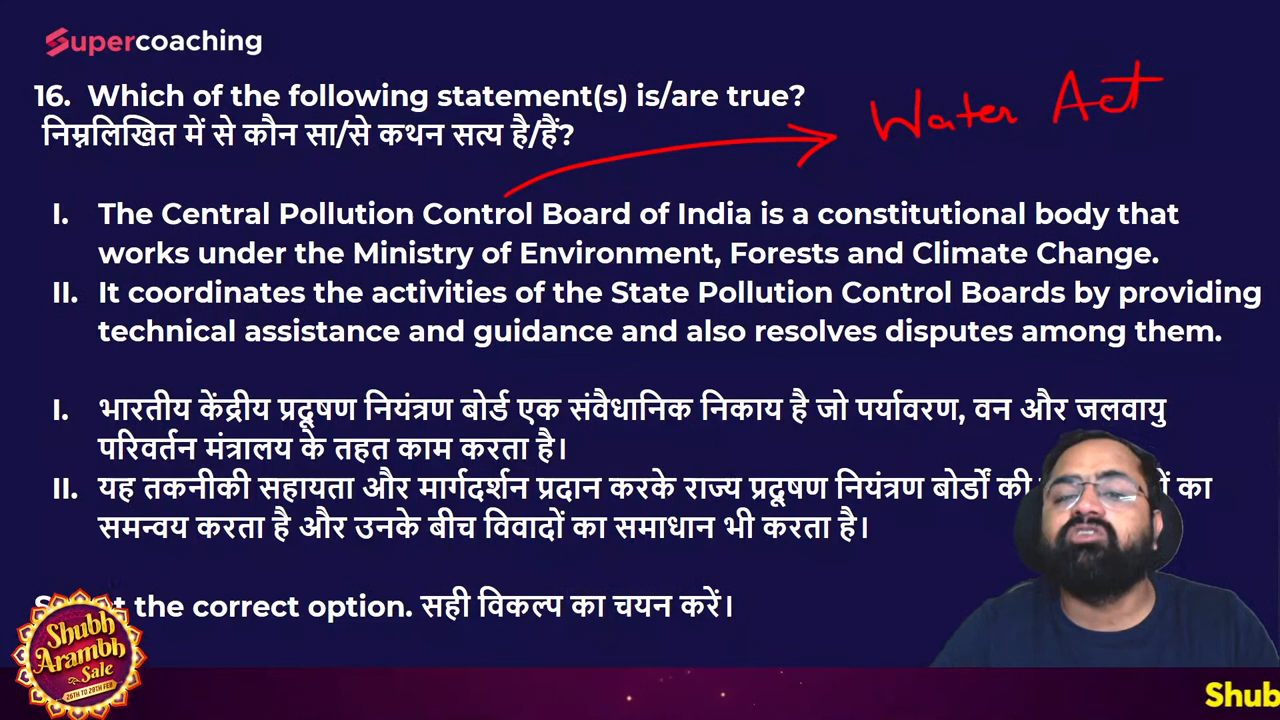 Supercoaching
16. Which of the following statement(s) is/are true?
निम्नलिखित में से कौन सा/से कथन सत्य है/हैं?
Water Act
I. The Central Pollution Control Board of India is a constitutional body that
works under the Ministry of Environment, Forests and Climate Change.
II. It coordinates the activities of the State Pollution Control Boards by providing
technical assistance and guidance and also resolves disputes among them.
I. भारतीय केंद्रीय प्रदूषण नियंत्रण बोर्ड एक संवैधानिक निकाय है जो पर्यावरण, वन और जलवायु
परिवर्तन मंत्रालय के तहत काम करता है।
II. यह तकनीकी सहायता और मार्गदर्शन प्रदान करके राज्य प्रदूषण नियंत्रण बोर्डों की का
समन्वय करता है और उनके बीच विवादों का समाधान भी करता है।
the correct option. सही विकल्प का चयन करें।
Shubh
Arambh
Sale
26TH TO 29TH FEB
Shub